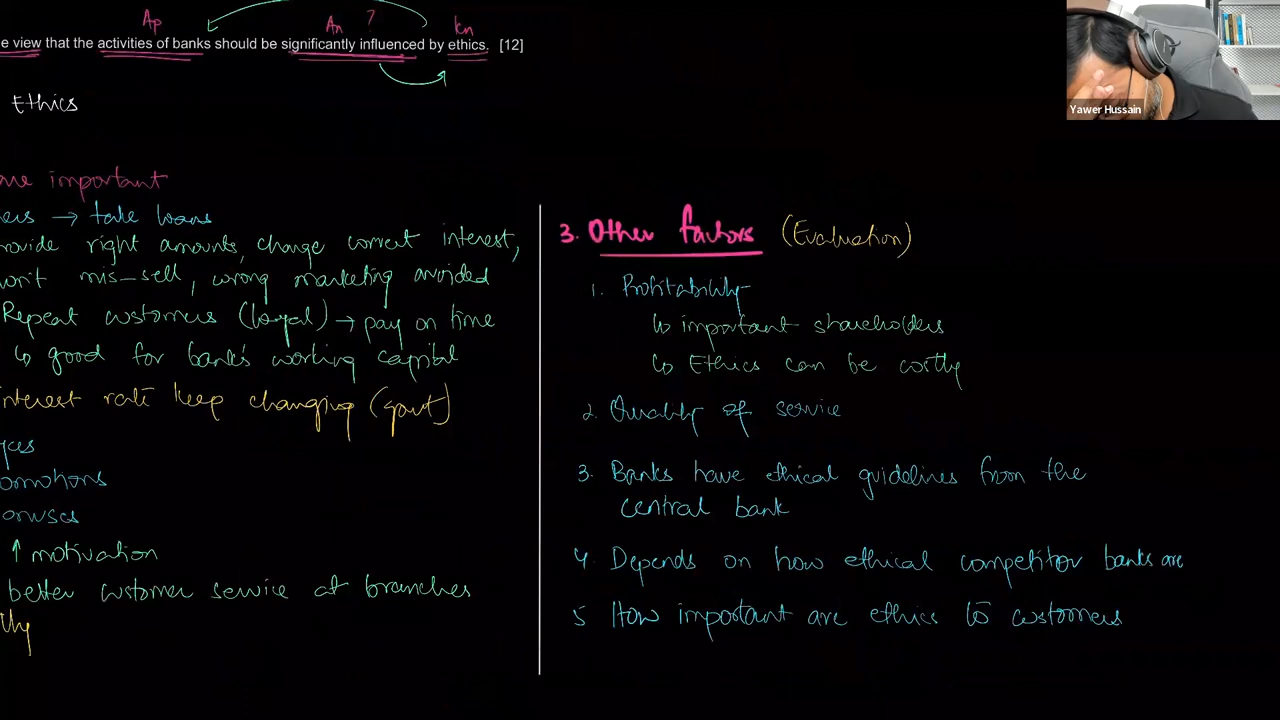 Ap An ? Kn
e view that the activities of banks should be significantly influenced by ethics. [12]
Ethics
are important
ers → take loans
rovide right amounts, charge correct interest,
on't mis-sell, wrong marketing avoided
Repeat customers (loyal) → pay on time
↳ good for bank's working capital
interest rate keep changing (govt)
yees
omotions
onuses
↑ motivation
better customer service at branches
tly
3. Other factors (Evaluation)
1. Profitability
↳ important shareholders
↳ Ethics can be costly
2. Quality of service
3. Banks have ethical guidelines from the
central bank
4. Depends on how ethical competitor banks are
5 How important are ethics to customers
Yawer Hussain